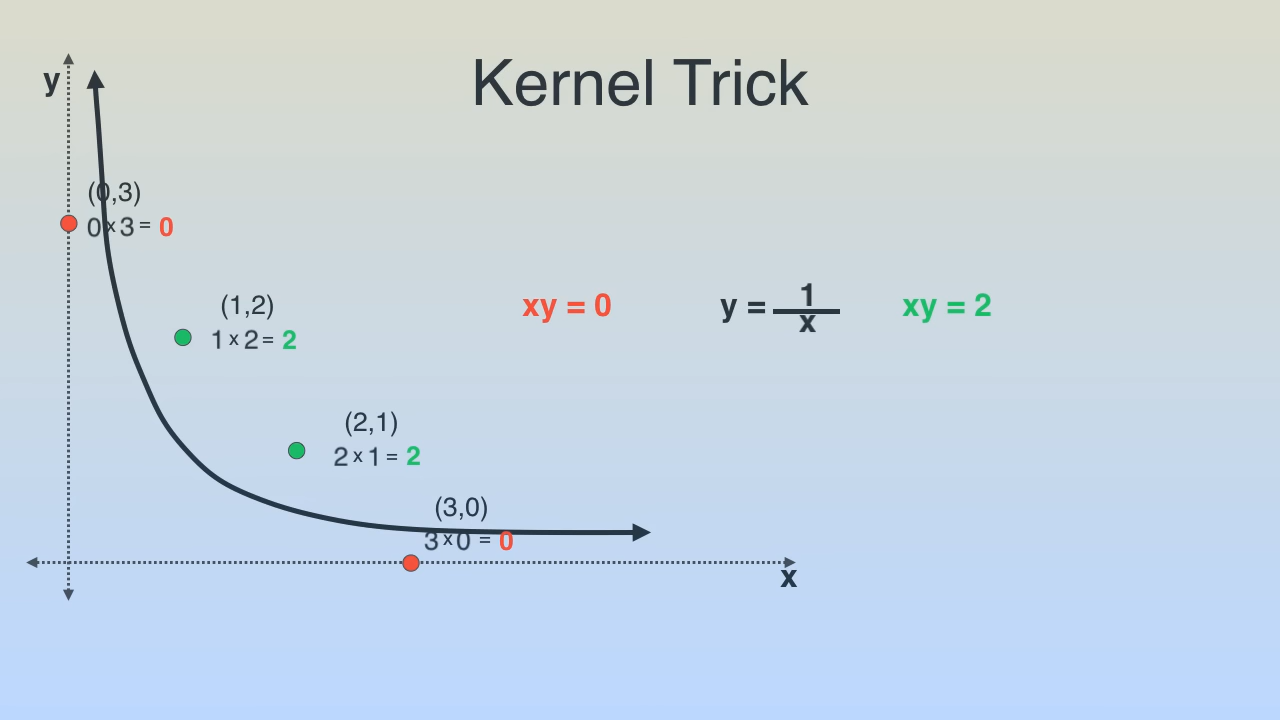 Kernel Trick
y
(0,3)
0 x 3 = 0
(1,2)
1 x 2 = 2
xy = 0
y = 1/x
xy = 2
(2,1)
2 x 1 = 2
(3,0)
3 x 0 = 0
x